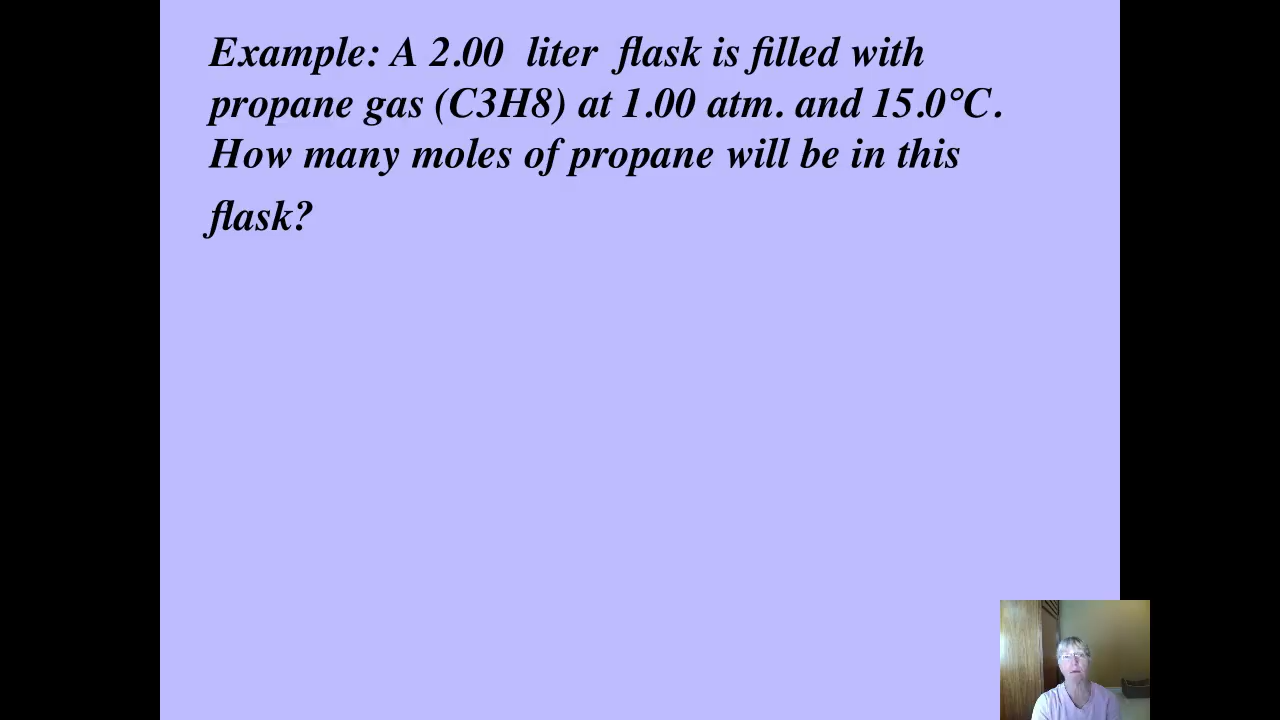 Example: A 2.00 liter flask is filled with
propane gas (C3H8) at 1.00 atm. and 15.0°C.
How many moles of propane will be in this
flask?